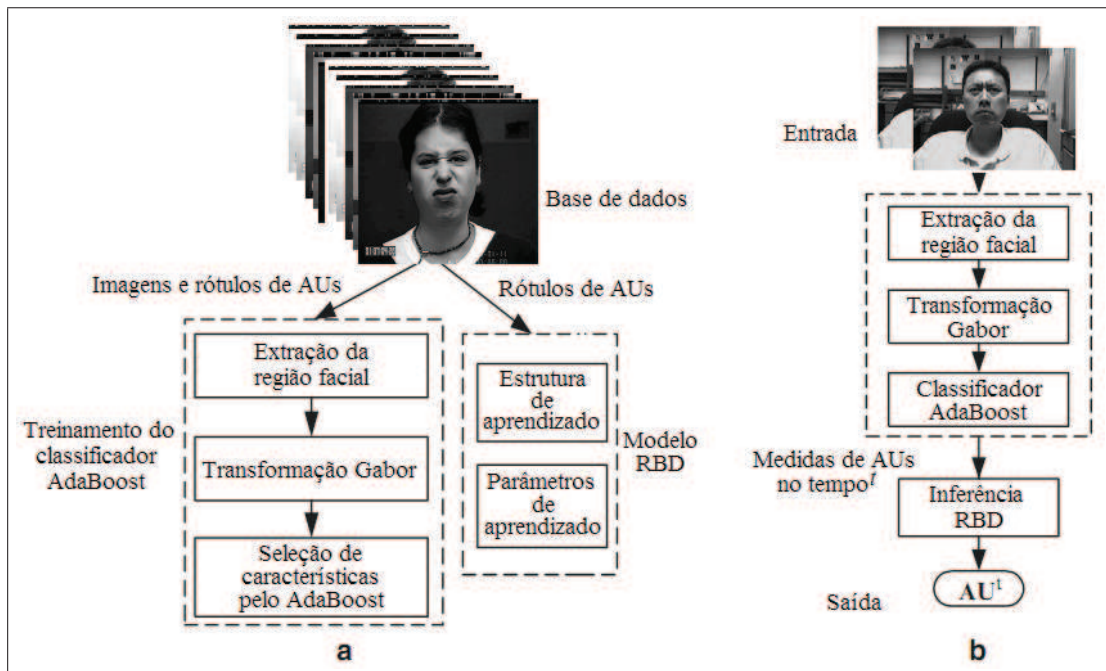 Base de dados
Imagens e rótulos de AUs
Rótulos de AUs
Extração da
região facial
Transformação Gabor
Seleção de
características
pelo AdaBoost
Treinamento do
classificador
AdaBoost
Estrutura
de
aprendizado
Parâmetros
de
aprendizado
Modelo
RBD
a
Entrada
Extração da
região facial
Transformação
Gabor
Classificador
AdaBoost
Medidas de AUs
no tempo t
Inferência
RBD
Saída
AU t
b